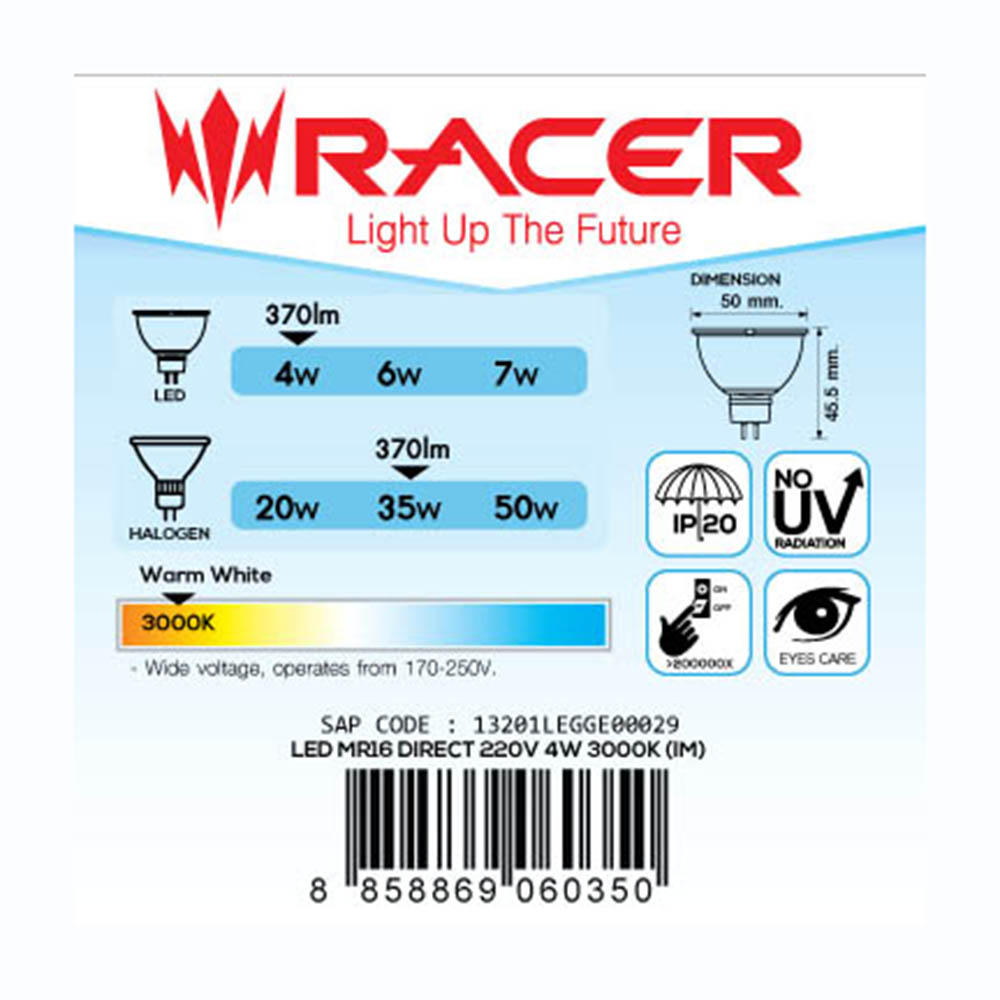 RACER
Light Up The Future
DIMENSION
50 mm.
45.5 mm.
370lm
4W 6W 7W
LED
370lm
20W 35W 50W
HALOGEN
IP20
NO
UV
RADIATION
Warm White
3000K
- Wide voltage, operates from 170-250V.
ON
OFF
>200000X
EYES CARE
SAP CODE : 13201LEGGE00029
LED MR16 DIRECT 220V 4W 3000K (IM)
8 858869 060350